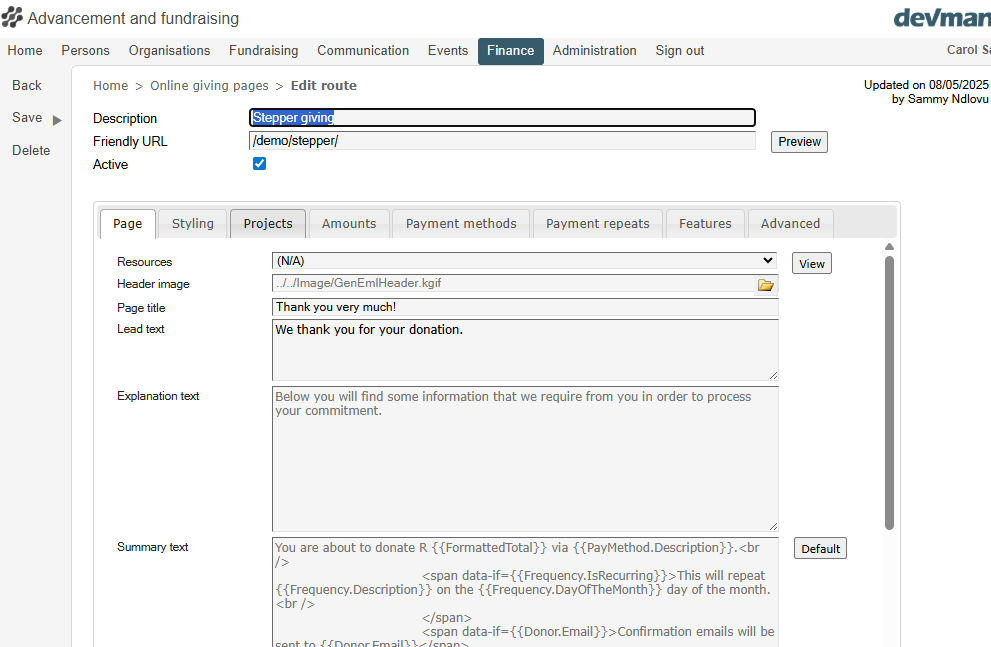 Advancement and fundraising
devman
Home Persons Organisations Fundraising Communication Events Finance Administration Sign out Carol Sa
Back
Save
Delete
Home > Online giving pages > Edit route
Updated on 08/05/2025
by Sammy Ndlovu
Description Stepper giving
Friendly URL /demo/stepper/ Preview
Active
Page Styling Projects Amounts Payment methods Payment repeats Features Advanced
Resources (N/A) View
Header image ../../Image/GenEmlHeader.kgif
Page title Thank you very much!
Lead text We thank you for your donation.
Explanation text Below you will find some information that we require from you in order to process
your commitment.
Summary text You are about to donate R {{FormattedTotal}} via {{PayMethod.Description}}.<br Default
/>
<span data-if={{Frequency.IsRecurring}}>This will repeat
{{Frequency.Description}} on the {{Frequency.DayOfTheMonth}} day of the month.
<br />
</span>
<span data-if={{Donor.Email}}>Confirmation emails will be
sent to {{Donor.Email}}</span>